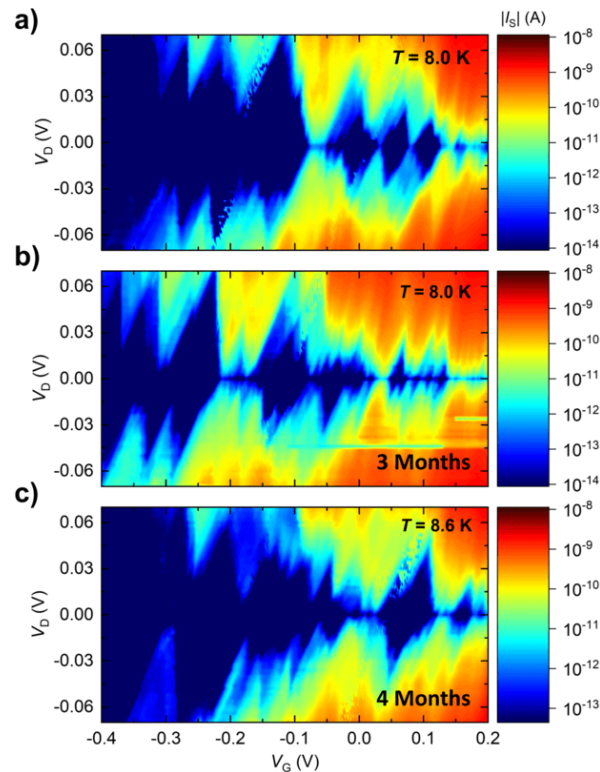 |I_S| (A)
a)
T = 8.0 K
V_D (V)
0.06
0.03
0.00
-0.03
-0.06
10⁻⁸
10⁻⁹
10⁻¹⁰
10⁻¹¹
10⁻¹²
10⁻¹³
10⁻¹⁴
b)
T = 8.0 K
V_D (V)
0.06
0.03
0.00
-0.03
-0.06
3 Months
10⁻⁸
10⁻⁹
10⁻¹⁰
10⁻¹¹
10⁻¹²
10⁻¹³
10⁻¹⁴
c)
T = 8.6 K
V_D (V)
0.06
0.03
0.00
-0.03
-0.06
4 Months
10⁻⁸
10⁻⁹
10⁻¹⁰
10⁻¹¹
10⁻¹²
10⁻¹³
-0.4 -0.3 -0.2 -0.1 0.0 0.1 0.2
V_G (V)